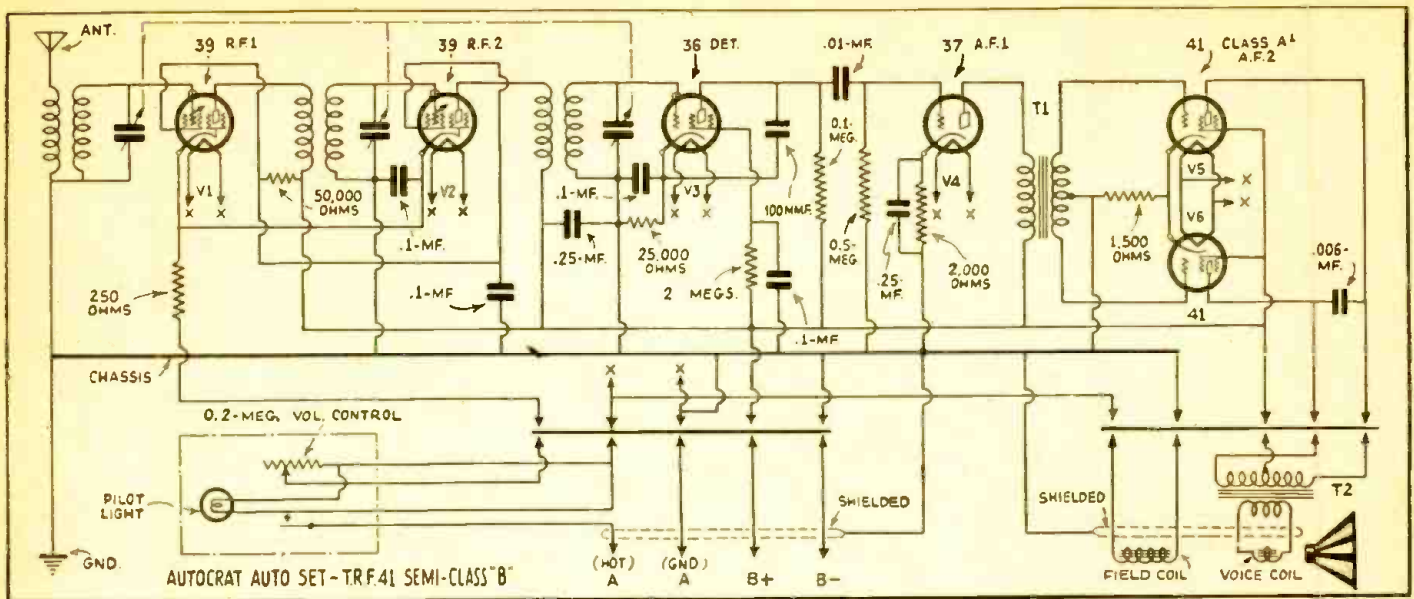 ANT.
39 R.F.1
39 R.F.2
36 DET.
.01-MF.
37 A.F.1
41 CLASS A¹
A.F.2
V1
X X
50,000
OHMS
V2
X X
.1-MF.
.1-MF.
V3
X X
100 MMF.
0.1-
MEG.
0.5-
MEG.
V4
X X
T1
V5
X
X
V6
1,500
OHMS
41
.006-
MF.
250
OHMS
.1-MF.
.25-MF.
25,000
OHMS
2 MEGS.
.1-MF.
.25-
MF.
2,000
OHMS
CHASSIS
X X
0.2-MEG. VOL. CONTROL
PILOT
LIGHT
+
SHIELDED
SHIELDED
T2
GND.
AUTOCRAT AUTO SET - T.R.F. 41 SEMI-CLASS "B"
(HOT)
A
(GND)
A
B+
B-
FIELD COIL
VOICE COIL